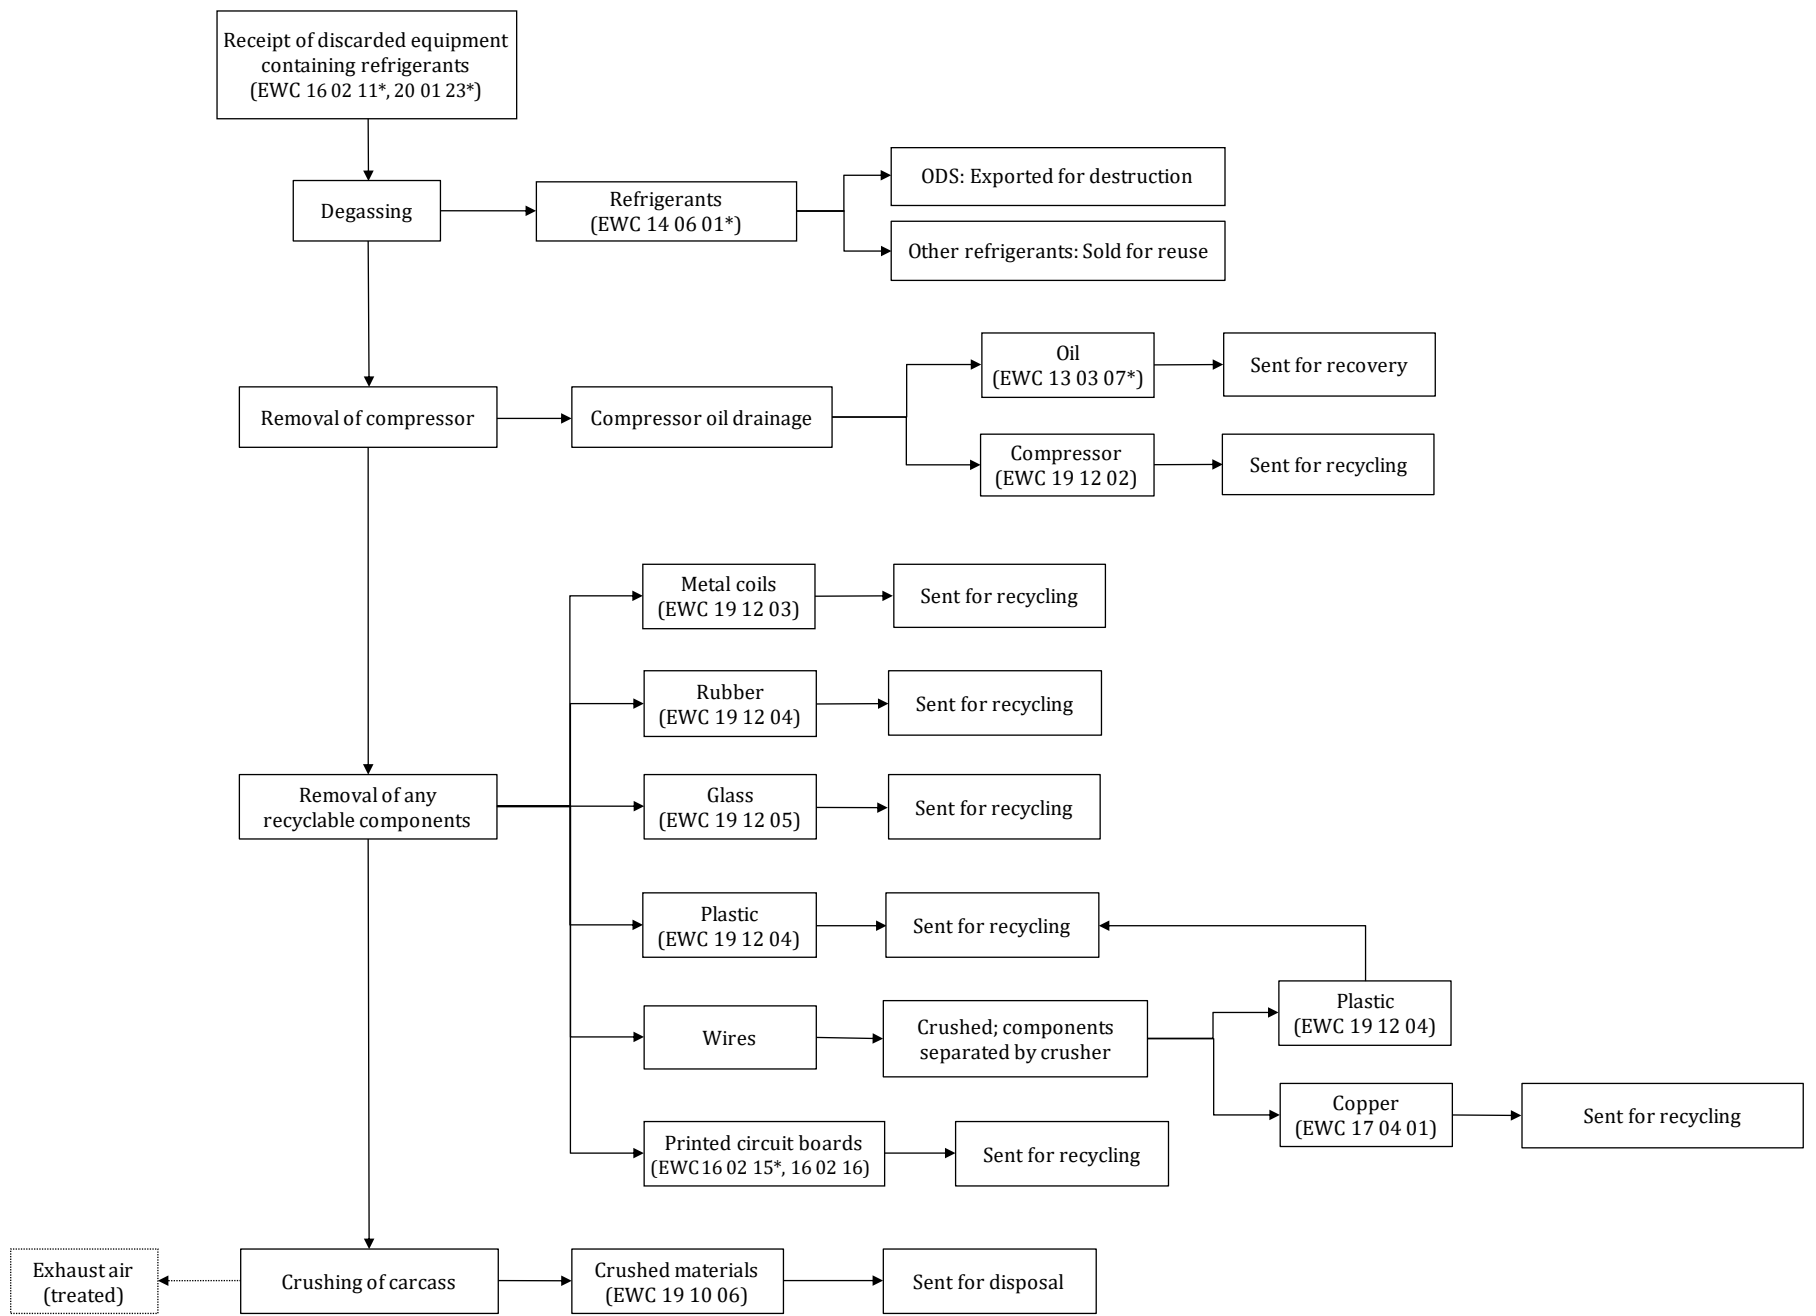 Receipt of discarded equipment
containing refrigerants
(EWC 16 02 11*, 20 01 23*)
Degassing
Refrigerants
(EWC 14 06 01*)
ODS: Exported for destruction
Other refrigerants: Sold for reuse
Removal of compressor
Compressor oil drainage
Oil
(EWC 13 03 07*)
Sent for recovery
Compressor
(EWC 19 12 02)
Sent for recycling
Removal of any
recyclable components
Metal coils
(EWC 19 12 03)
Sent for recycling
Rubber
(EWC 19 12 04)
Sent for recycling
Glass
(EWC 19 12 05)
Sent for recycling
Plastic
(EWC 19 12 04)
Sent for recycling
Wires
Crushed; components
separated by crusher
Plastic
(EWC 19 12 04)
Copper
(EWC 17 04 01)
Sent for recycling
Printed circuit boards
(EWC16 02 15*, 16 02 16)
Sent for recycling
Exhaust air
(treated)
Crushing of carcass
Crushed materials
(EWC 19 10 06)
Sent for disposal